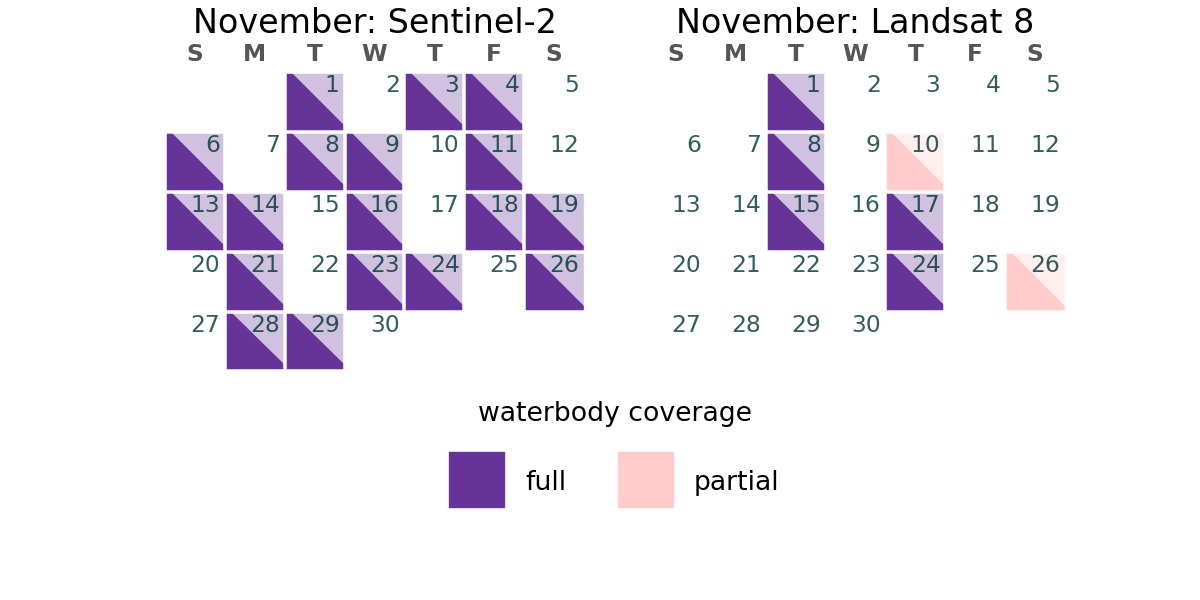 November: Sentinel-2
S M T W T F S
1 2 3 4 5
6 7 8 9 10 11 12
13 14 15 16 17 18 19
20 21 22 23 24 25 26
27 28 29 30
November: Landsat 8
S M T W T F S
1 2 3 4 5
6 7 8 9 10 11 12
13 14 15 16 17 18 19
20 21 22 23 24 25 26
27 28 29 30
waterbody coverage
full
partial